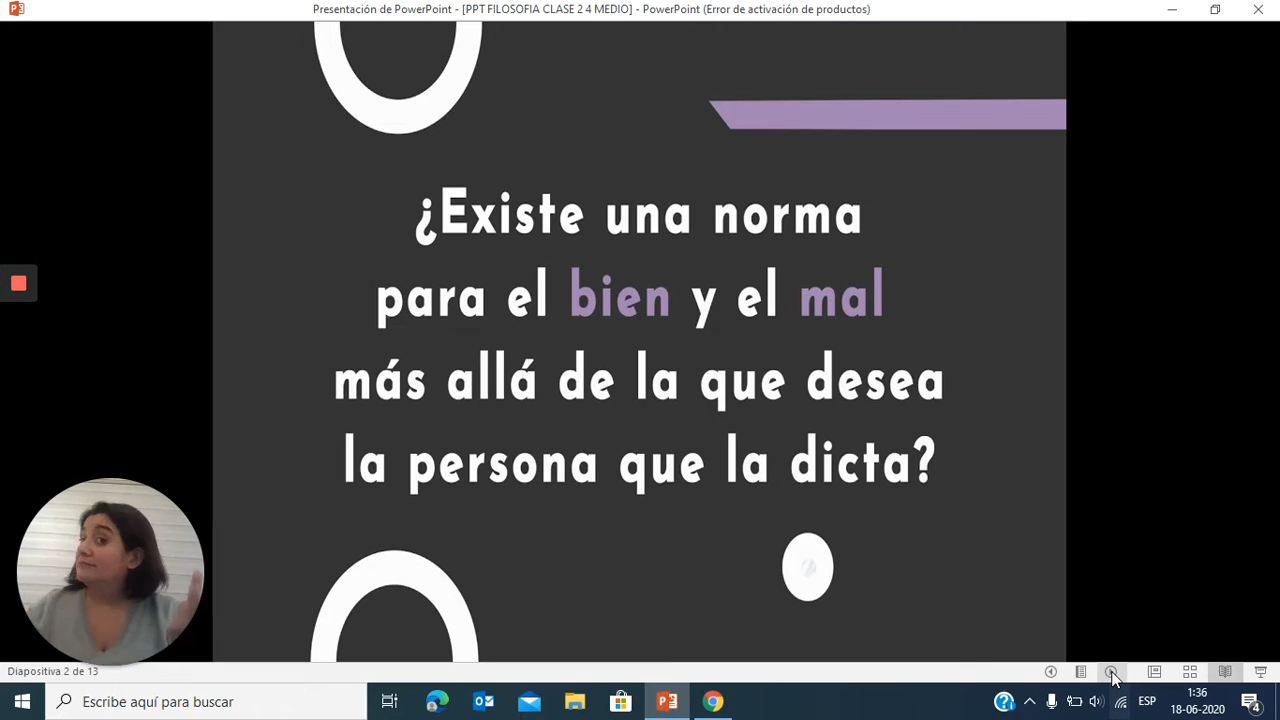 Presentación de PowerPoint - [PPT FILOSOFIA CLASE 2 4 MEDIO] - PowerPoint (Error de activación de productos)
¿Existe una norma
para el bien y el mal
más allá de la que desea
la persona que la dicta?
Diapositiva 2 de 13
Escribe aquí para buscar
ESP
1:36
18-06-2020
4